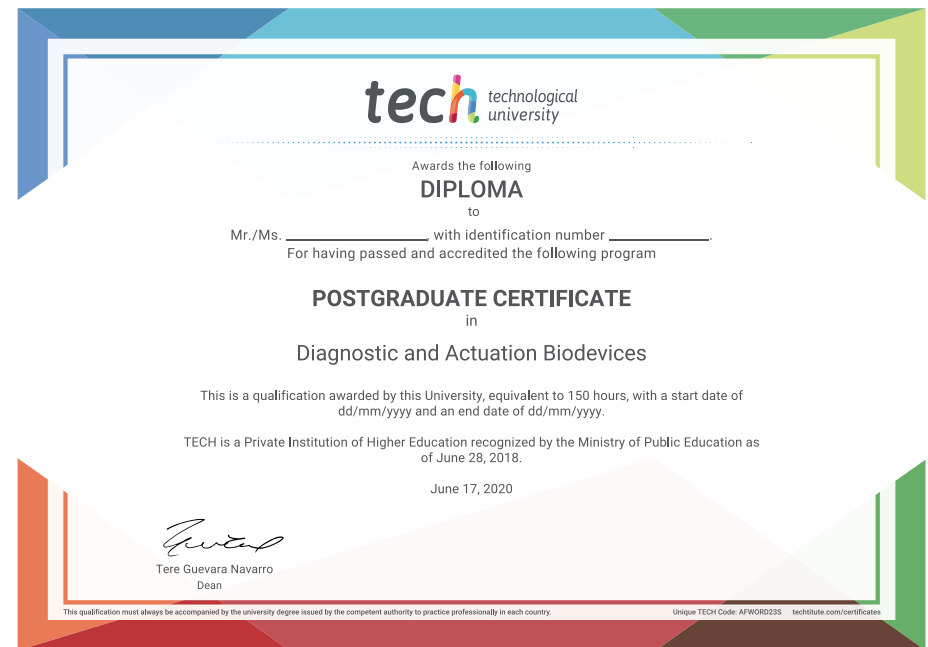 tech technological
university
Awards the following
DIPLOMA
to
Mr./Ms. ____________________, with identification number ______________.
For having passed and accredited the following program
POSTGRADUATE CERTIFICATE
in
Diagnostic and Actuation Biodevices
This is a qualification awarded by this University, equivalent to 150 hours, with a start date of
dd/mm/yyyy and an end date of dd/mm/yyyy.
TECH is a Private Institution of Higher Education recognized by the Ministry of Public Education as
of June 28, 2018.
June 17, 2020
Tere Guevara Navarro
Dean
This qualification must always be accompanied by the university degree issued by the competent authority to practice professionally in each country.
Unique TECH Code: AFWORD23S techtitute.com/certificates